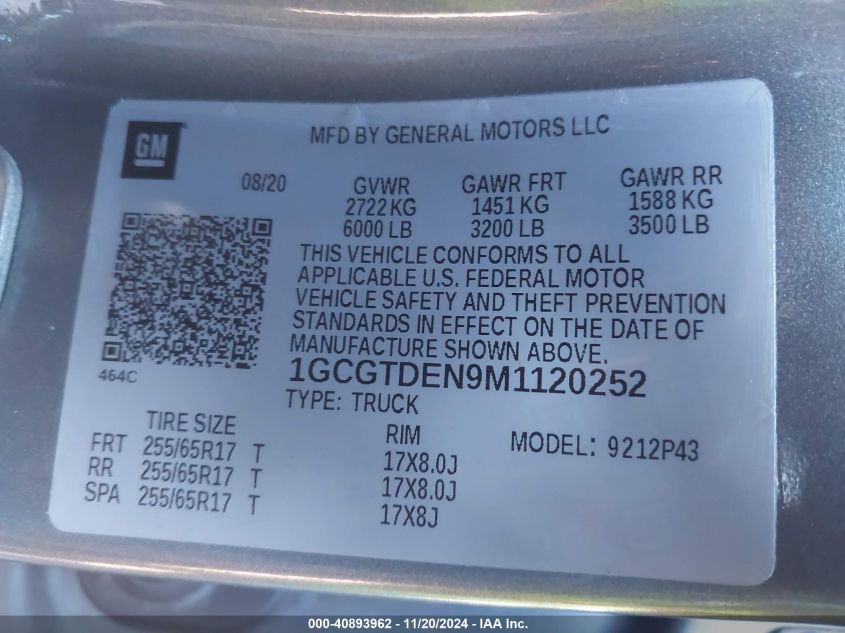 GM
MFD BY GENERAL MOTORS LLC
08/20
GVWR GAWR FRT GAWR RR
2722 KG 1451 KG 1588 KG
6000 LB 3200 LB 3500 LB
THIS VEHICLE CONFORMS TO ALL
APPLICABLE U.S. FEDERAL MOTOR
VEHICLE SAFETY AND THEFT PREVENTION
STANDARDS IN EFFECT ON THE DATE OF
MANUFACTURE SHOWN ABOVE.
464C
1GCGTDEN9M1120252
TYPE: TRUCK
TIRE SIZE RIM MODEL: 9212P43
FRT 255/65R17 T 17X8.0J
RR 255/65R17 T 17X8.0J
SPA 255/65R17 T 17X8J
000-40893962 - 11/20/2024 - IAAI.com